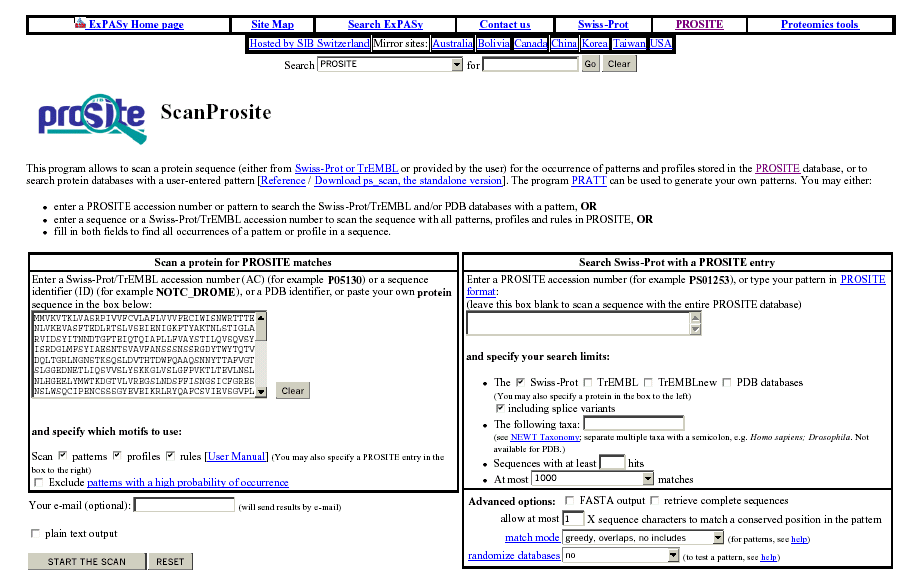 ExPASy Home page Site Map Search ExPASy Contact us Swiss-Prot PROSITE Proteomics tools
Hosted by SIB Switzerland Mirror sites: Australia Bolivia Canada China Korea Taiwan USA
Search PROSITE for Go Clear
prosite ScanProsite
This program allows to scan a protein sequence (either from Swiss-Prot or TrEMBL or provided by the user) for the occurrence of patterns and profiles stored in the PROSITE database, or to
search protein databases with a user-entered pattern [Reference / Download ps_scan, the standalone version]. The program PRATT can be used to generate your own patterns. You may either:
• enter a PROSITE accession number or pattern to search the Swiss-Prot/TrEMBL and/or PDB databases with a pattern, OR
• enter a sequence or a Swiss-Prot/TrEMBL accession number to scan the sequence with all patterns, profiles and rules in PROSITE, OR
• fill in both fields to find all occurrences of a pattern or profile in a sequence.
Scan a protein for PROSITE matches
Enter a Swiss-Prot/TrEMBL accession number (AC) (for example P05130) or a sequence
identifier (ID) (for example NOTC_DROME), or a PDB identifier, or paste your own protein
sequence in the box below:
MMVKVTKLVASRPIVVFCVLAFLVVVFECIWISNWRTTTE
NLVKEVASFTEDLRTSLVSEIENIGKFTYAKTNLSTIGLA
RVIDSYITNNDTGFTEIQTQIAPLLFVAYSTILQVSQVSY
ISRDGLMFSYIAESNTSVAVFANSSSNSSRGDYTWYTQTV
DQLTGRLNGNSTKSQSLDVTHTDWFQAAQSNNYTTAFVGT
SLGGEDNETLIQSVVSLYSKKGLVSLGFPVKTLTEVLNSL
NLHGEELYMWTKDGTVLVREGSLNDSFFISNGSICFGRES
NSLWSQCIPENCSSSGYEVEIKRLRYQAFCSVIEVSGVPL
Clear
and specify which motifs to use:
Scan patterns profiles rules [User Manual] (You may also specify a PROSITE entry in the
box to the right)
Exclude patterns with a high probability of occurrence
Your e-mail (optional): (will send results by e-mail)
plain text output
START THE SCAN RESET
Search Swiss-Prot with a PROSITE entry
Enter a PROSITE accession number (for example PS01253), or type your pattern in PROSITE
format:
(leave this box blank to scan a sequence with the entire PROSITE database)
and specify your search limits:
• The Swiss-Prot TrEMBL TrEMBLnew PDB databases
(You may also specify a protein in the box to the left)
including splice variants
• The following taxa:
(see NEWT Taxonomy; separate multiple taxa with a semicolon, e.g. Homo sapiens; Drosophila. Not
available for PDB.)
• Sequences with at least hits
• At most 1000 matches
Advanced options: FASTA output retrieve complete sequences
allow at most 1 X sequence characters to match a conserved position in the pattern
match mode greedy, overlaps, no includes (for patterns, see help)
randomize databases no (to test a pattern, see help)